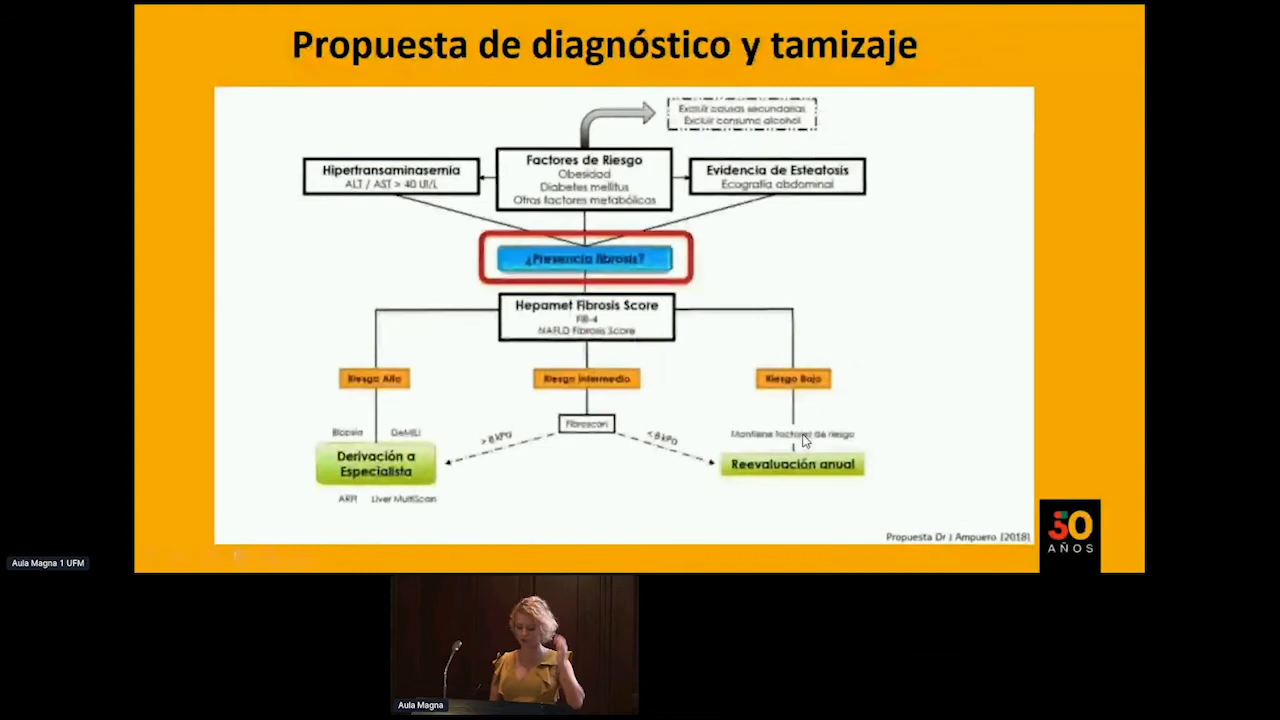 Propuesta de diagnóstico y tamizaje
Excluir causas secundarias
Excluir consumo alcohol
Hipertransaminasemia
ALT / AST > 40 UI/L
Factores de Riesgo
Obesidad
Diabetes mellitus
Otros factores metabólicos
Evidencia de Esteatosis
Ecografía abdominal
¿Presencia fibrosis?
Hepamet Fibrosis Score
FIB-4
NAFLD Fibrosis Score
Riesgo Alto
Riesgo Intermedio
Riesgo Bajo
Fibroscan
> 8 kPa
< 8 kPa
Biopsia DeMILI
Derivación a
Especialista
ARFI Liver MultiScan
Mantiene factores de riesgo
Reevaluación anual
Propuesta Dr J Ampuero [2018]
50
AÑOS
Aula Magna 1 UFM
Aula Magna